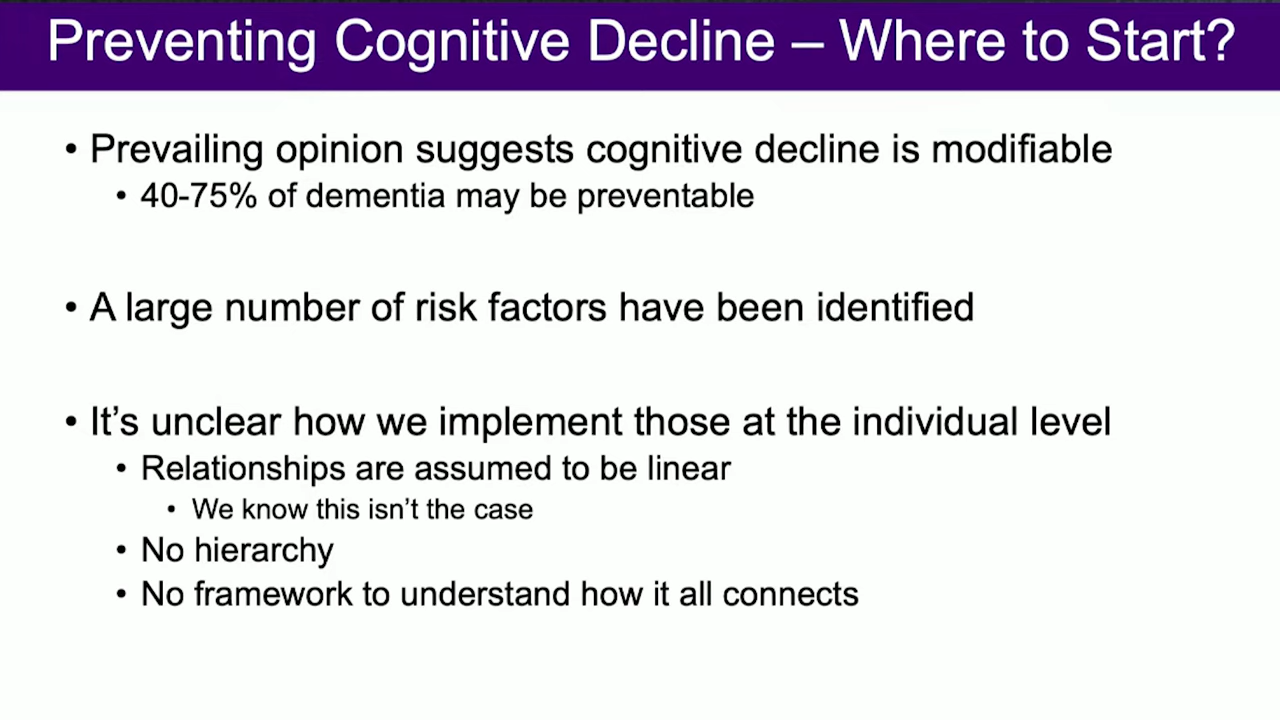 Preventing Cognitive Decline – Where to Start?
• Prevailing opinion suggests cognitive decline is modifiable
• 40-75% of dementia may be preventable
• A large number of risk factors have been identified
• It’s unclear how we implement those at the individual level
• Relationships are assumed to be linear
• We know this isn’t the case
• No hierarchy
• No framework to understand how it all connects